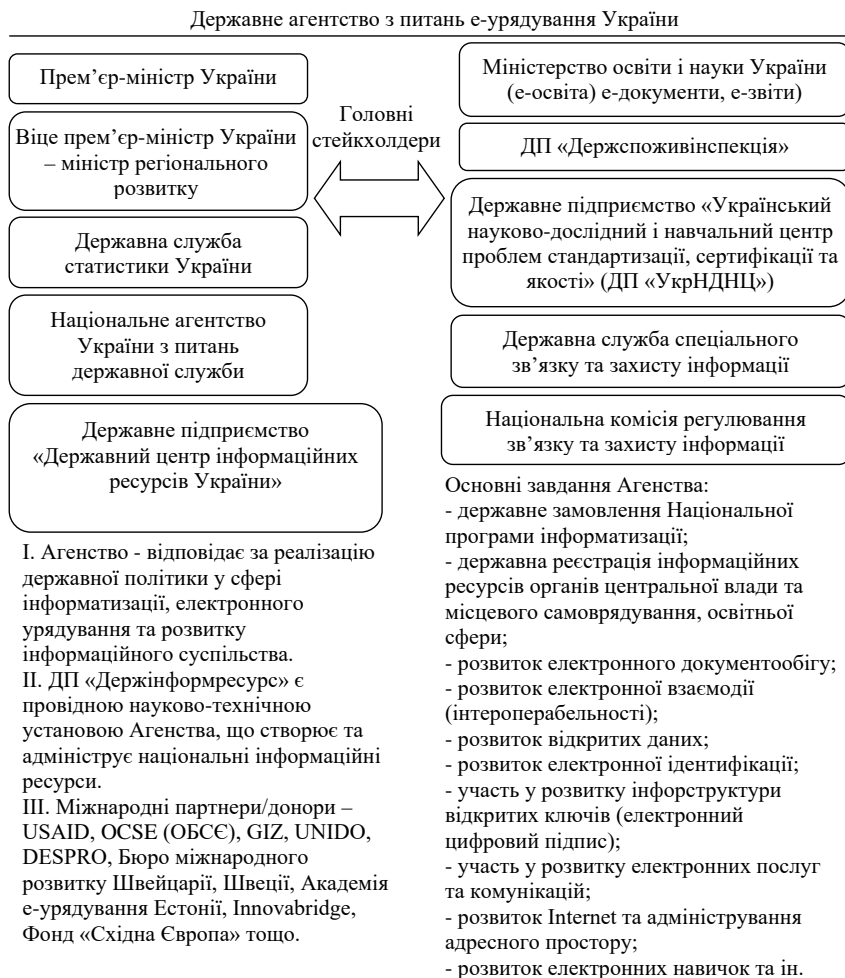 Державне агентство з питань е-урядування України
Прем’єр-міністр України
Віце прем’єр-міністр України
– міністр регіонального
розвитку
Державна служба
статистики України
Національне агентство
України з питань
державної служби
Державне підприємство
«Державний центр інформаційних
ресурсів України»
Головні
стейкхолдери
Міністерство освіти і науки України
(е-освіта) е-документи, е-звіти)
ДП «Держспоживінспекція»
Державне підприємство «Український
науково-дослідний і навчальний центр
проблем стандартизації, сертифікації та
якості» (ДП «УкрНДНЦ»)
Державна служба спеціального
зв’язку та захисту інформації
Національна комісія регулювання
зв’язку та захисту інформації
І. Агенство - відповідає за реалізацію
державної політики у сфері
інформатизації, електронного
урядування та розвитку
інформаційного суспільства.
ІІ. ДП «Держінформресурс» є
провідною науково-технічною
установою Агенства, що створює та
адмініструє національні інформаційні
ресурси.
ІІІ. Міжнародні партнери/донори –
USAID, OCSE (ОБСЄ), GIZ, UNIDO,
DESPRO, Бюро міжнародного
розвитку Швейцарії, Швеції, Академія
е-урядування Естонії, Innovabridge,
Фонд «Східна Європа» тощо.
Основні завдання Агенства:
- державне замовлення Національної
програми інформатизації;
- державна реєстрація інформаційних
ресурсів органів центральної влади та
місцевого самоврядування, освітньої
сфери;
- розвиток електронного документообігу;
- розвиток електронної взаємодії
(інтероперабельності);
- розвиток відкритих даних;
- розвиток електронної ідентифікації;
- участь у розвитку інфорструктури
відкритих ключів (електронний
цифровий підпис);
- участь у розвитку електронних послуг
та комунікацій;
- розвиток Internet та адміністрування
адресного простору;
- розвиток електронних навичок та ін.